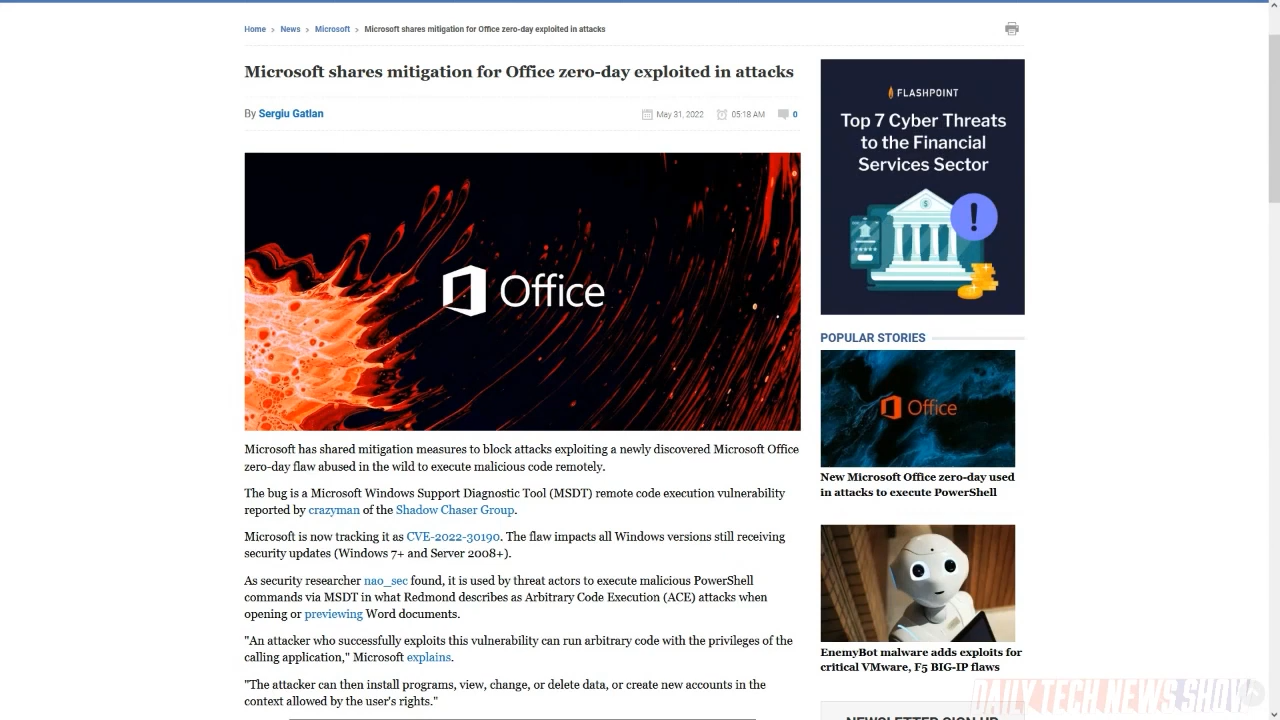 Home > News > Microsoft > Microsoft shares mitigation for Office zero-day exploited in attacks
Microsoft shares mitigation for Office zero-day exploited in attacks
By Sergiu Gatlan
May 31, 2022
05:18 AM
0
Office
Microsoft has shared mitigation measures to block attacks exploiting a newly discovered Microsoft Office
zero-day flaw abused in the wild to execute malicious code remotely.
The bug is a Microsoft Windows Support Diagnostic Tool (MSDT) remote code execution vulnerability
reported by crazyman of the Shadow Chaser Group.
Microsoft is now tracking it as CVE-2022-30190. The flaw impacts all Windows versions still receiving
security updates (Windows 7+ and Server 2008+).
As security researcher nao_sec found, it is used by threat actors to execute malicious PowerShell
commands via MSDT in what Redmond describes as Arbitrary Code Execution (ACE) attacks when
opening or previewing Word documents.
"An attacker who successfully exploits this vulnerability can run arbitrary code with the privileges of the
calling application," Microsoft explains.
"The attacker can then install programs, view, change, or delete data, or create new accounts in the
context allowed by the user's rights."
FLASHPOINT
Top 7 Cyber Threats
to the Financial
Services Sector
POPULAR STORIES
Office
New Microsoft Office zero-day used
in attacks to execute PowerShell
EnemyBot malware adds exploits for
critical VMware, F5 BIG-IP flaws
NEWSLETTER SIGN UP
DAILY TECH NEWS SHOW